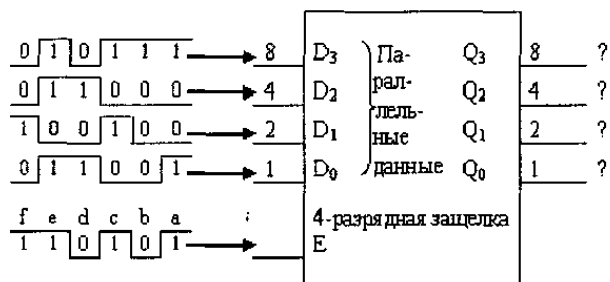 0 1 0 1 1 1 8 D3 Па- Q3 8 ?
0 1 1 0 0 0 4 D2 рал- Q2 4 ?
лель-
1 0 0 1 0 0 2 D1 ные Q1 2 ?
0 1 1 0 0 1 1 D0 данные Q0 1 ?
f e d c b a 4-разрядная защелка
1 1 0 1 0 1 E